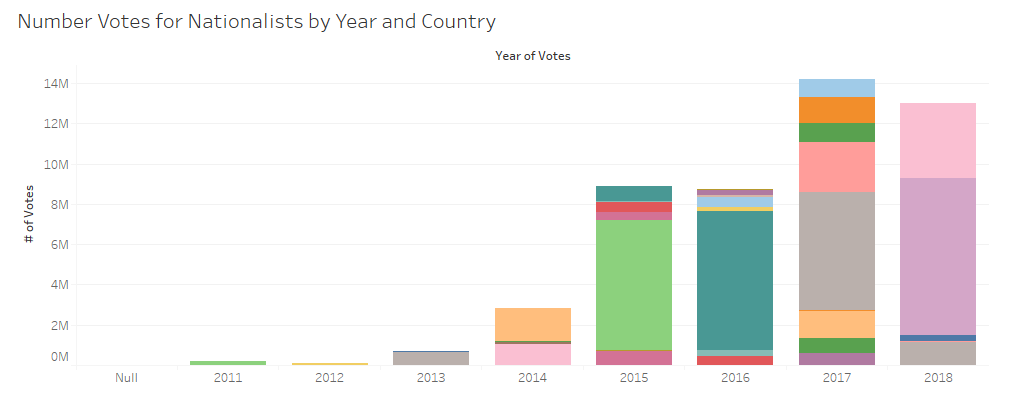 Number Votes for Nationalists by Year and Country
Year of Votes
14M
12M
10M
8M
6M
4M
2M
0M
# of Votes
Null 2011 2012 2013 2014 2015 2016 2017 2018